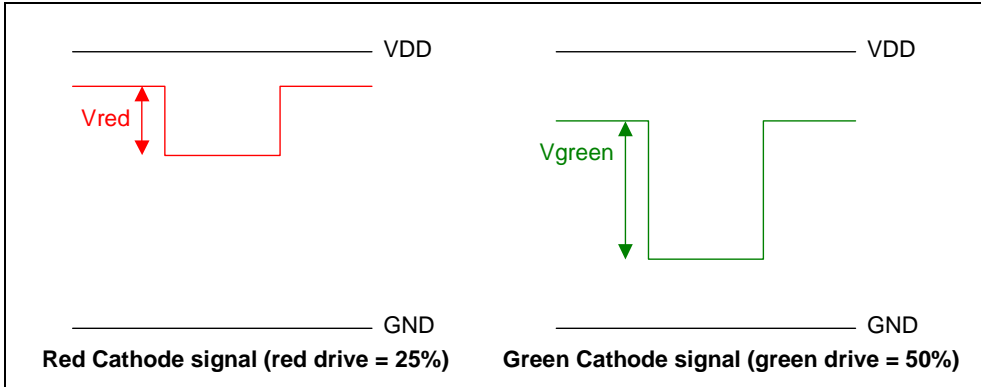 VDD
Vred
GND
Red Cathode signal (red drive = 25%)
VDD
Vgreen
GND
Green Cathode signal (green drive = 50%)